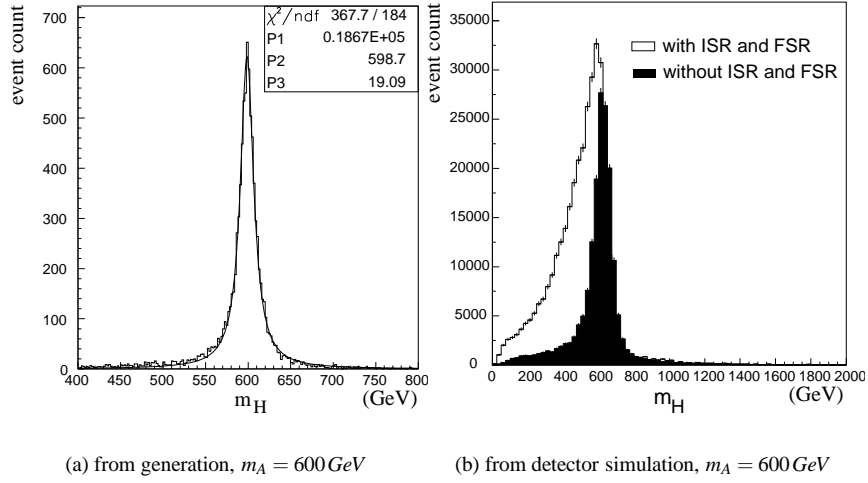 χ²/ndf 367.7 / 184
P1 0.1867E+05
P2 598.7
P3 19.09
event count
700
600
500
400
300
200
100
0
400 450 500 550 600 650 700 750 800
m_H (GeV)
(a) from generation, m_A = 600 GeV
event count
35000
30000
25000
20000
15000
10000
5000
0
with ISR and FSR
without ISR and FSR
0 200 400 600 800 1000 1200 1400 1600 1800 2000
m_H (GeV)
(b) from detector simulation, m_A = 600 GeV